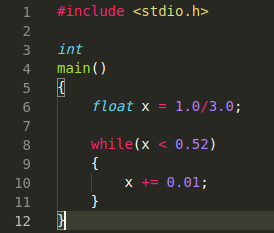 1 #include <stdio.h>
2
3 int
4 main()
5 {
6 float x = 1.0/3.0;
7
8 while(x < 0.52)
9 {
10 x += 0.01;
11 }
12 }